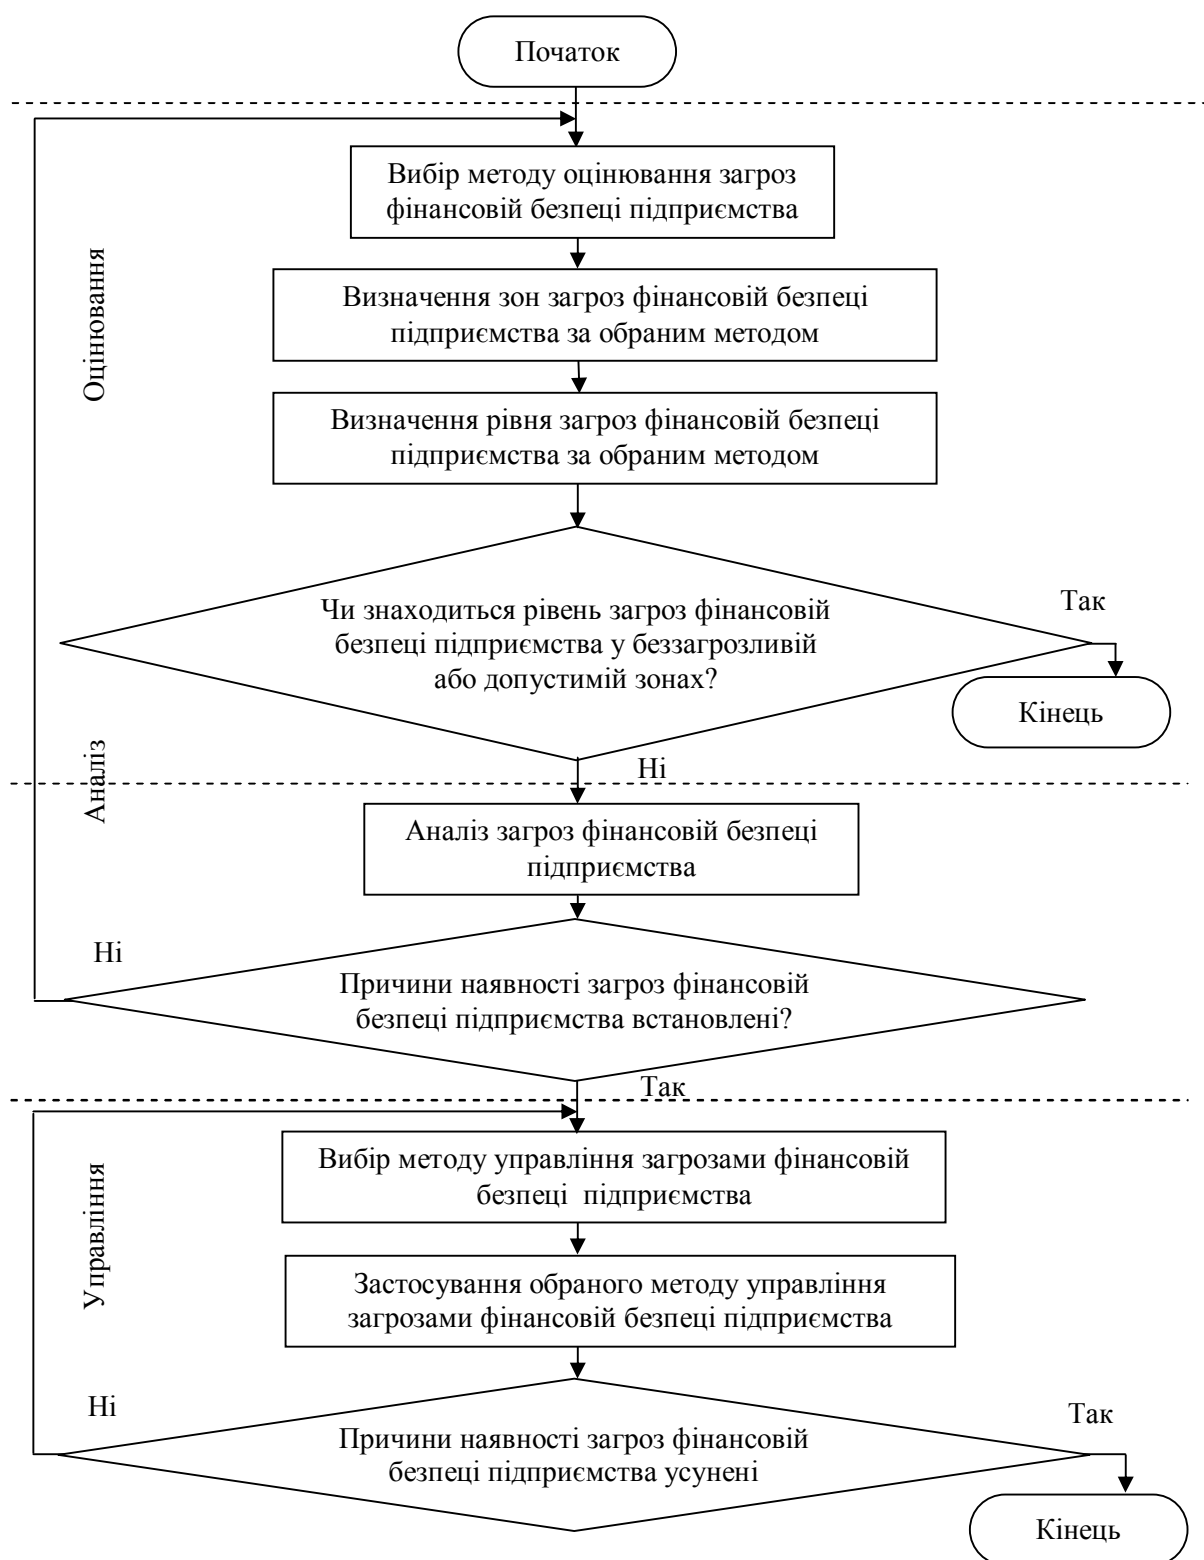 Початок
Вибір методу оцінювання загроз
фінансовій безпеці підприємства
Оцінювання
Визначення зон загроз фінансовій безпеці
підприємства за обраним методом
Визначення рівня загроз фінансовій безпеці
підприємства за обраним методом
Чи знаходиться рівень загроз фінансовій
безпеці підприємства у беззагрозливій
або допустимій зонах?
Так
Кінець
Ні
Аналіз
Аналіз загроз фінансовій безпеці
підприємства
Ні
Причини наявності загроз фінансовій
безпеці підприємства встановлені?
Так
Управління
Вибір методу управління загрозами фінансовій
безпеці підприємства
Застосування обраного методу управління
загрозами фінансовій безпеці підприємства
Ні
Причини наявності загроз фінансовій
безпеці підприємства усунені
Так
Кінець